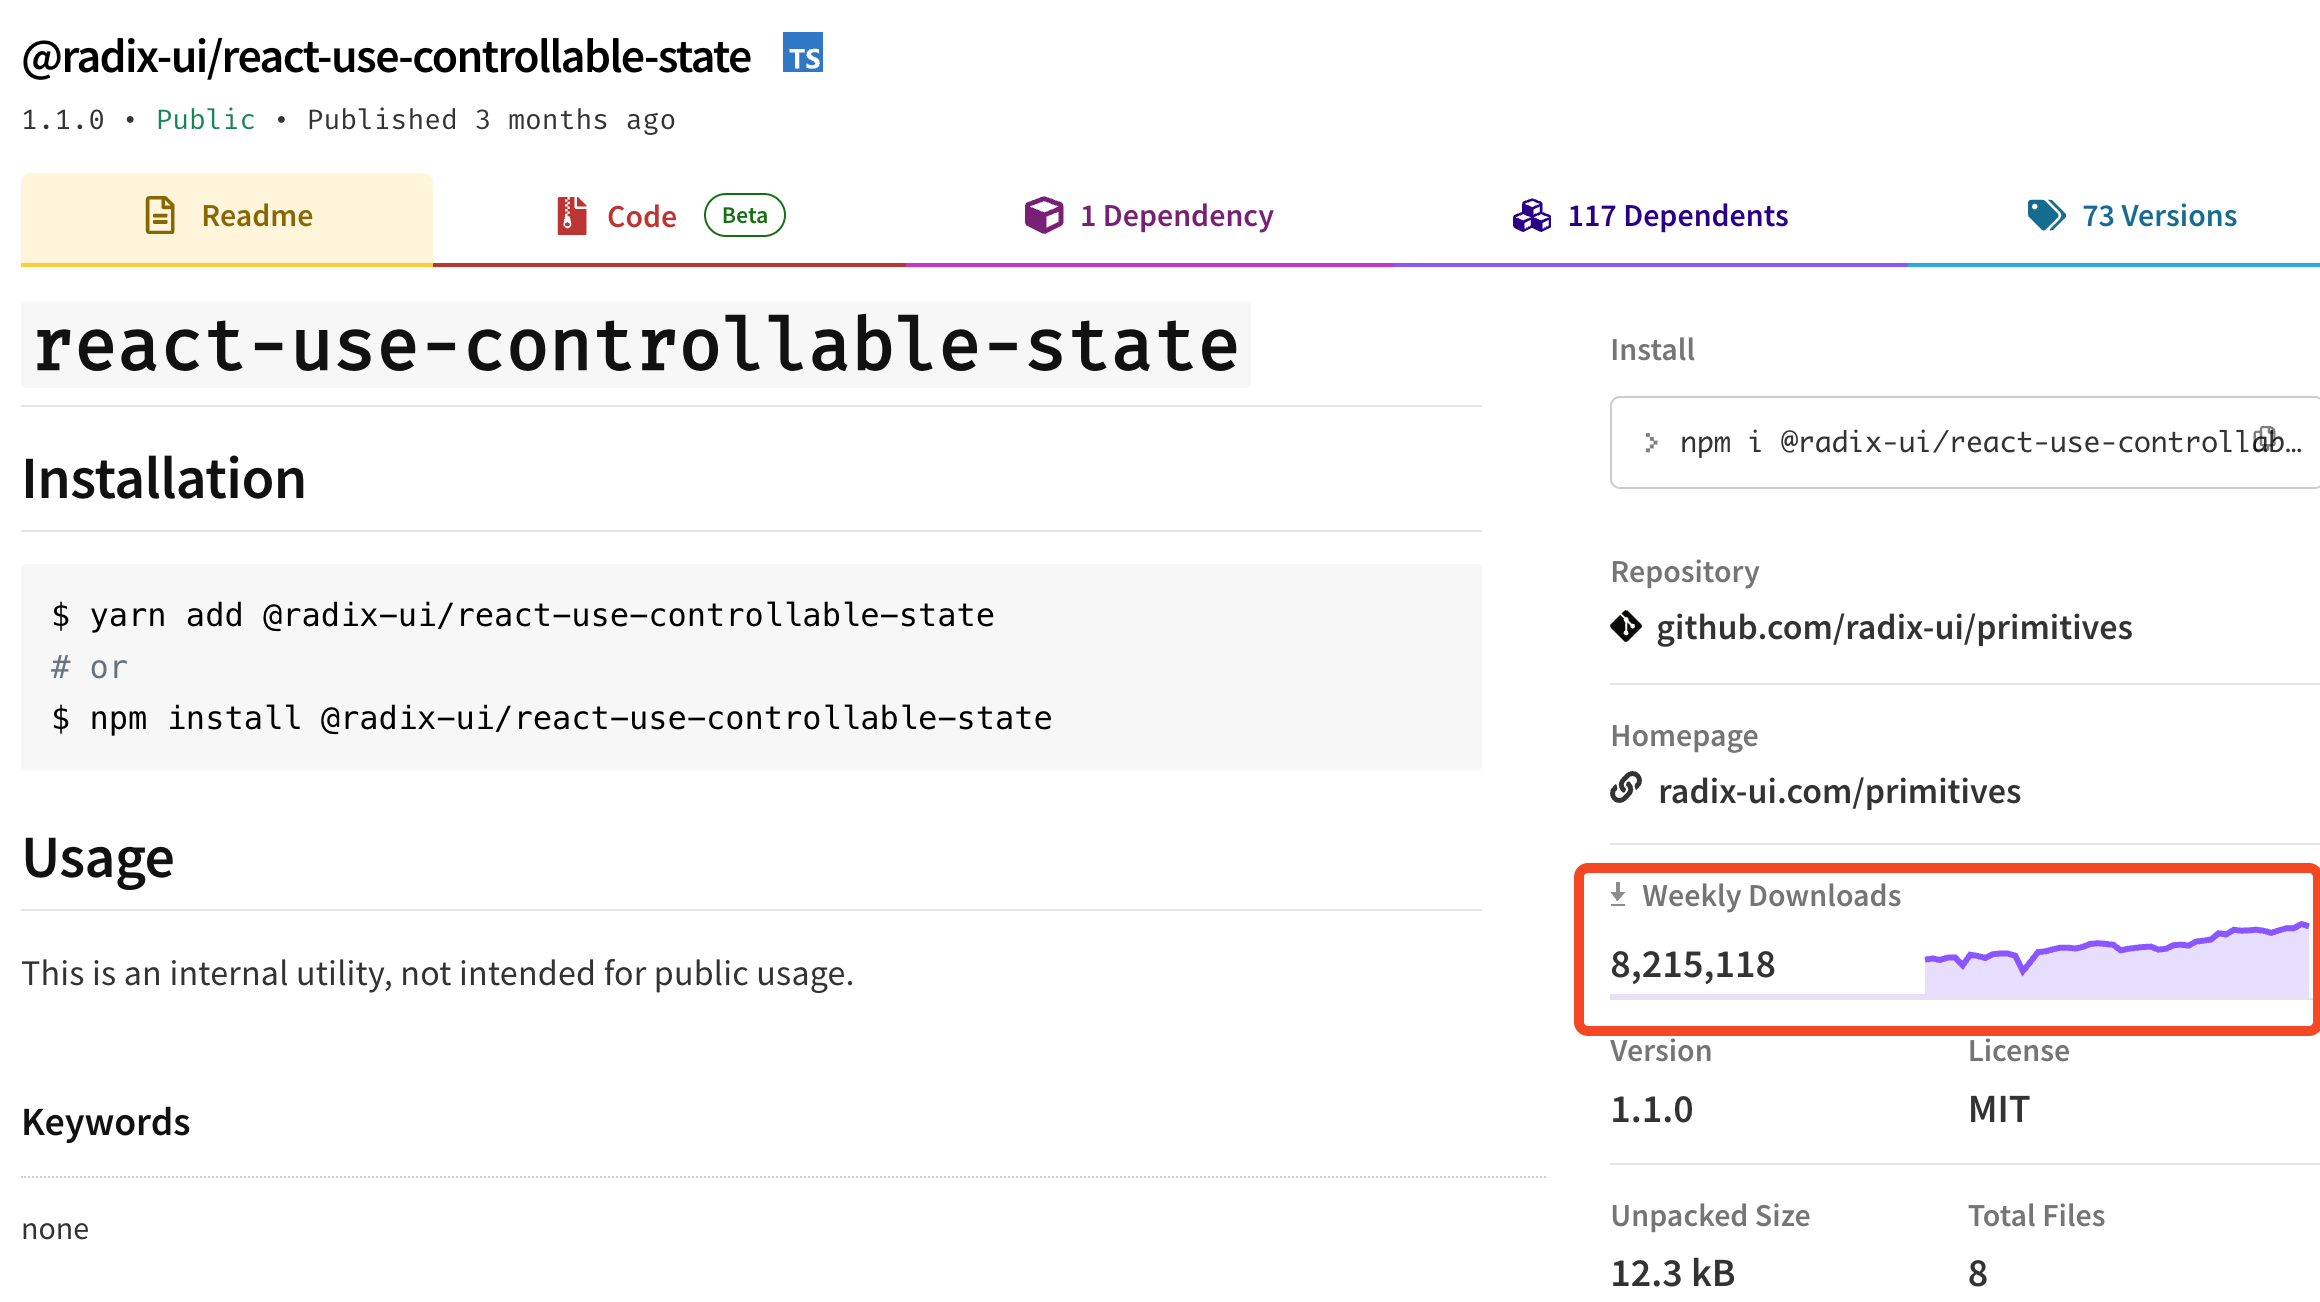 @radix-ui/react-use-controllable-state TS
1.1.0 • Public • Published 3 months ago
Readme
Code Beta
1 Dependency
117 Dependents
73 Versions
react-use-controllable-state
Installation
$ yarn add @radix-ui/react-use-controllable-state
# or
$ npm install @radix-ui/react-use-controllable-state
Usage
This is an internal utility, not intended for public usage.
Keywords
none
Install
npm i @radix-ui/react-use-controllab…
Repository
github.com/radix-ui/primitives
Homepage
radix-ui.com/primitives
Weekly Downloads
8,215,118
Version
1.1.0
License
MIT
Unpacked Size
12.3 kB
Total Files
8